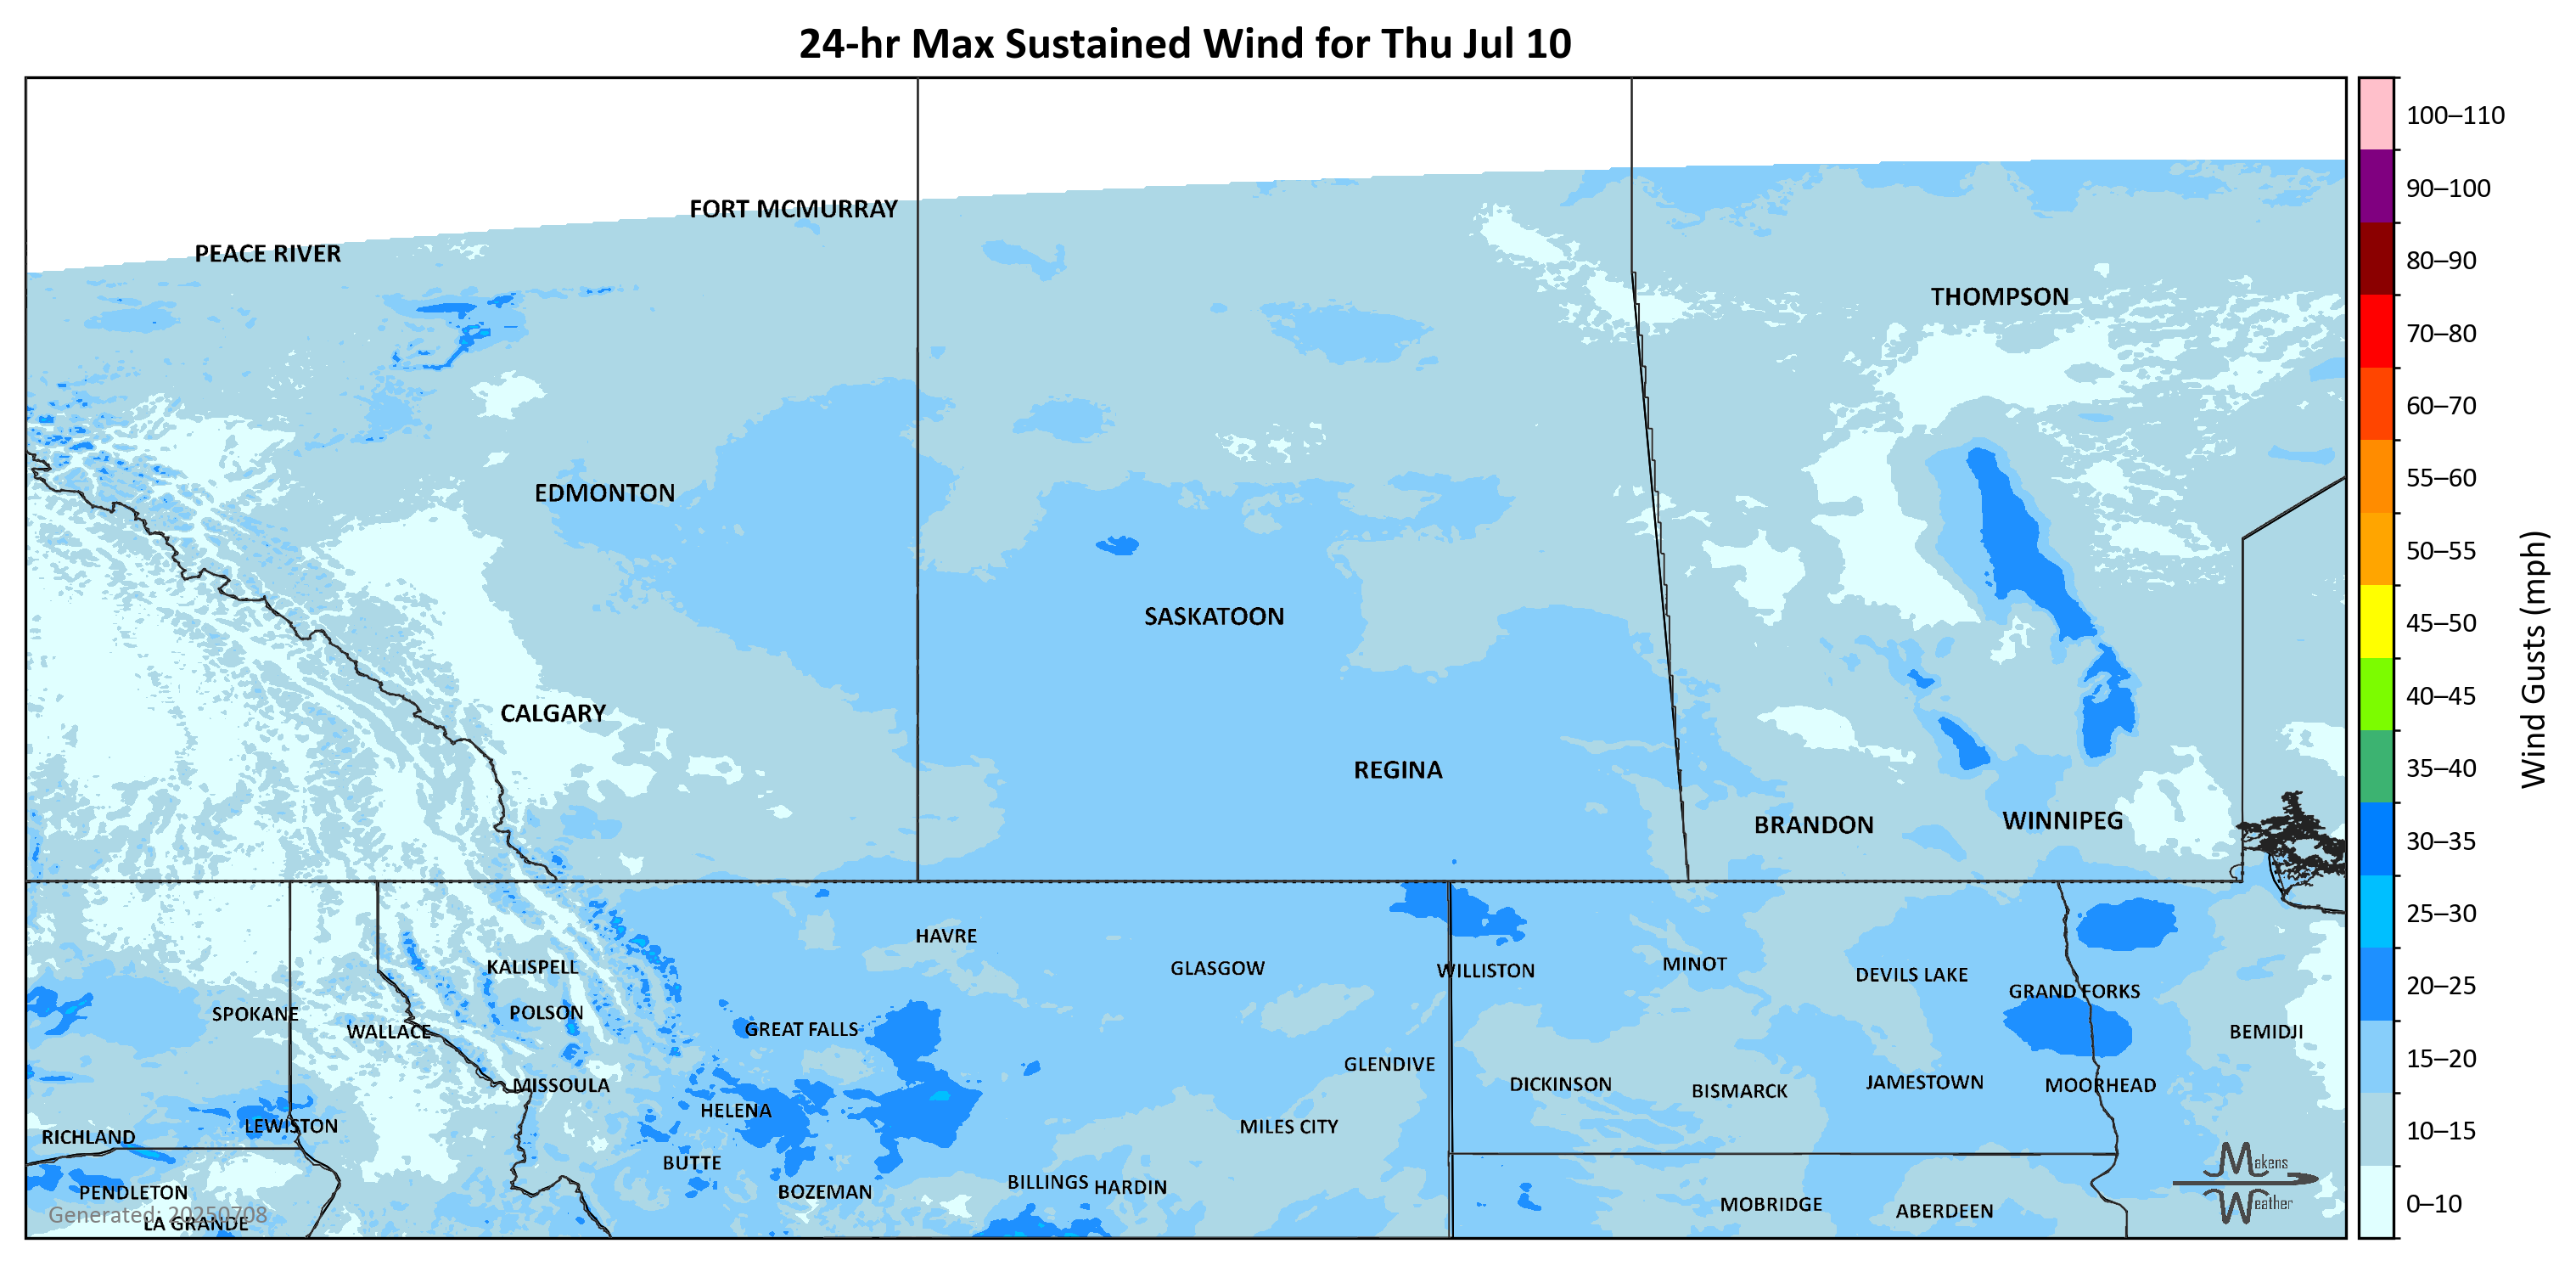 24-hr Max Sustained Wind for Thu Jul 10
100–110
90–100
80–90
70–80
60–70
55–60
50–55
45–50
40–45
35–40
30–35
25–30
20–25
15–20
10–15
0–10
Wind Gusts (mph)
FORT MCMURRAY
PEACE RIVER
THOMPSON
EDMONTON
SASKATOON
CALGARY
REGINA
BRANDON
WINNIPEG
HAVRE
KALISPELL
GLASGOW
WILLISTON
MINOT
DEVILS LAKE
GRAND FORKS
SPOKANE
POLSON
WALLACE
GREAT FALLS
BEMIDJI
GLENDIVE
MISSOULA
DICKINSON
BISMARCK
JAMESTOWN
MOORHEAD
HELENA
LEWISTON
MILES CITY
RICHLAND
BUTTE
PENDLETON
BOZEMAN
BILLINGS
HARDIN
MOBRIDGE
ABERDEEN
Generated: 20250708
LA GRANDE
Makens
Weather